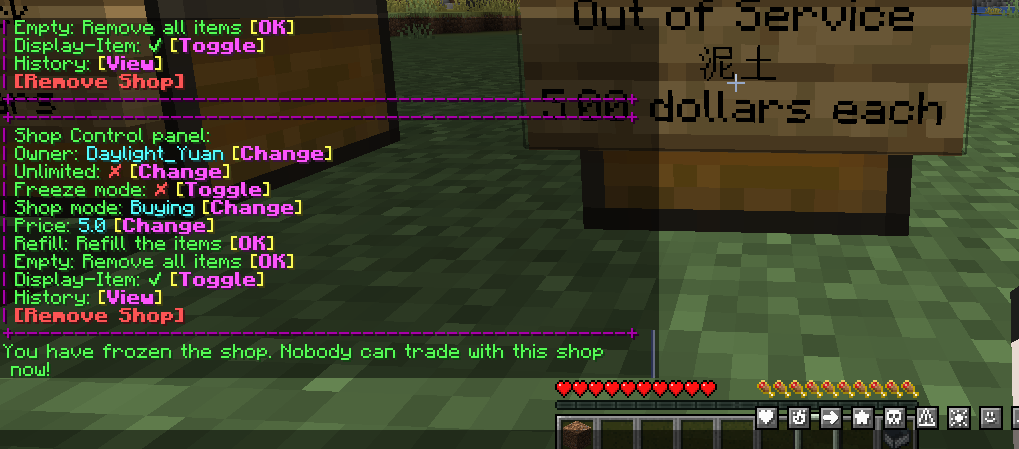 Empty: Remove all items [OK]
Display-Item: ✓ [Toggle]
History: [View]
[Remove Shop]
Shop Control panel:
Owner: Daylight_Yuan [Change]
Unlimited: ✗ [Change]
Freeze mode: ✗ [Toggle]
Shop mode: Buying [Change]
Price: 5.0 [Change]
Refill: Refill the items [OK]
Empty: Remove all items [OK]
Display-Item: ✓ [Toggle]
History: [View]
[Remove Shop]
You have frozen the shop. Nobody can trade with this shop
now!
Out of Service
泥土
dollars each